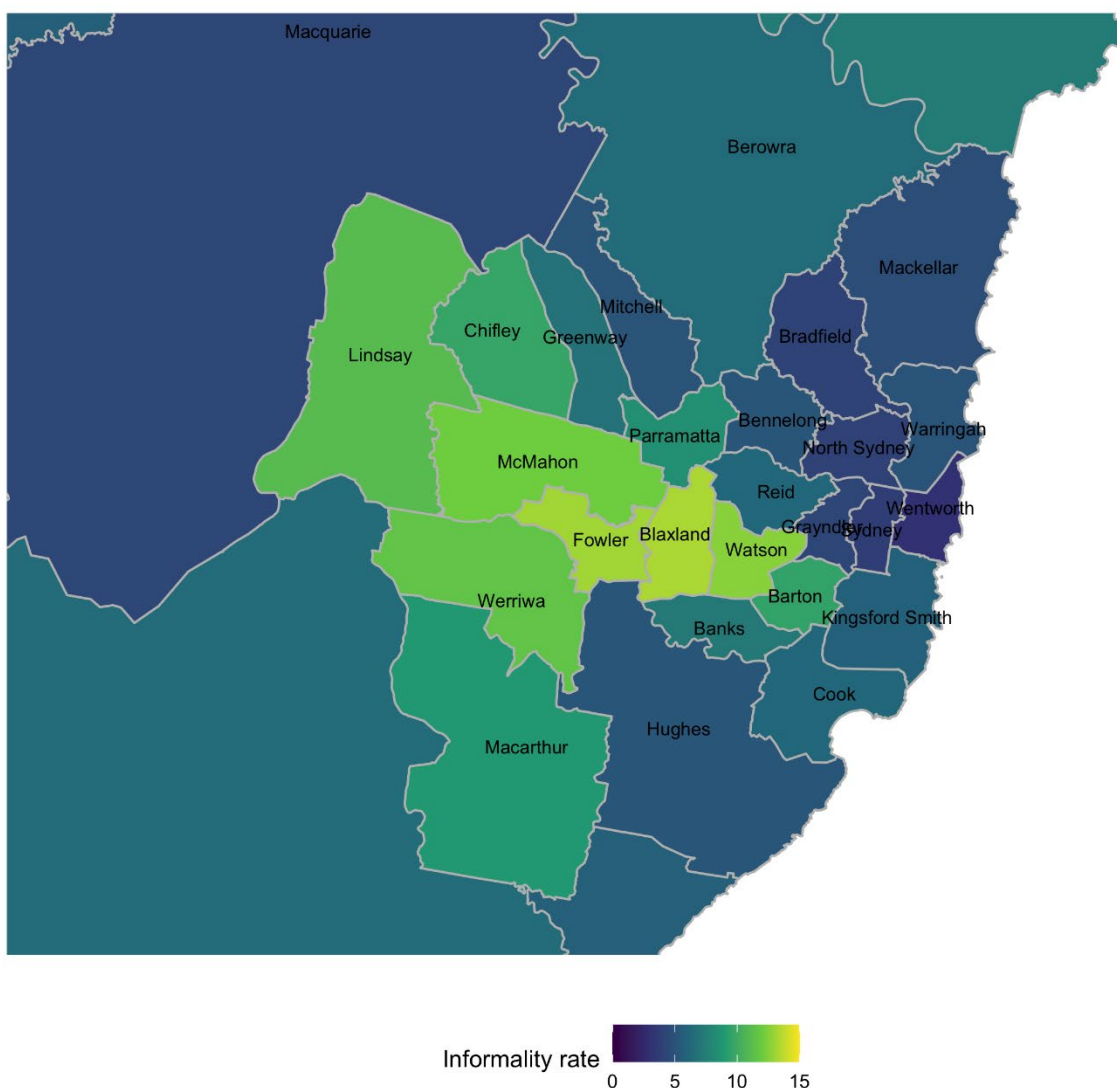 Macquarie
Berowra
Mackellar
Mitchell
Chifley
Greenway
Bradfield
Lindsay
Bennelong
Warringah
Parramatta
North Sydney
McMahon
Reid
Wentworth
Grayndler
Sydney
Fowler
Blaxland
Watson
Werriwa
Barton
Kingsford Smith
Banks
Cook
Hughes
Macarthur
Informality rate
0 5 10 15